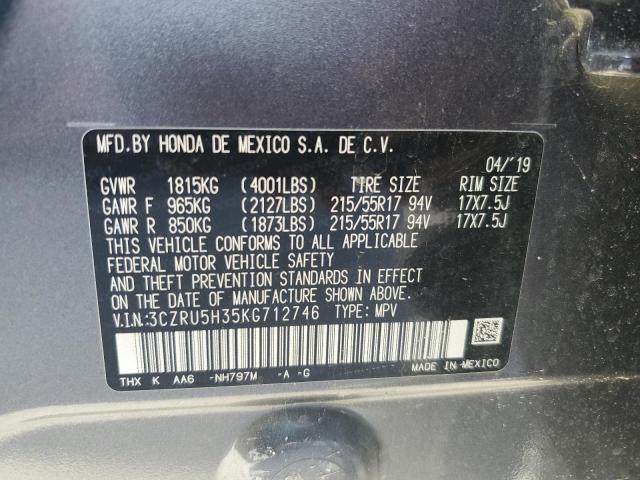 MFD.BY HONDA DE MEXICO S.A. DE C.V.
04/'19
GVWR 1815KG (4001LBS) TIRE SIZE RIM SIZE
GAWR F 965KG (2127LBS) 215/55R17 94V 17X7.5J
GAWR R 850KG (1873LBS) 215/55R17 94V 17X7.5J
THIS VEHICLE CONFORMS TO ALL APPLICABLE
FEDERAL MOTOR VEHICLE SAFETY
AND THEFT PREVENTION STANDARDS IN EFFECT
ON THE DATE OF MANUFACTURE SHOWN ABOVE.
V.I.N:3CZRU5H35KG712746 TYPE: MPV
THX K AA6 -NH797M -A -G MADE IN MEXICO